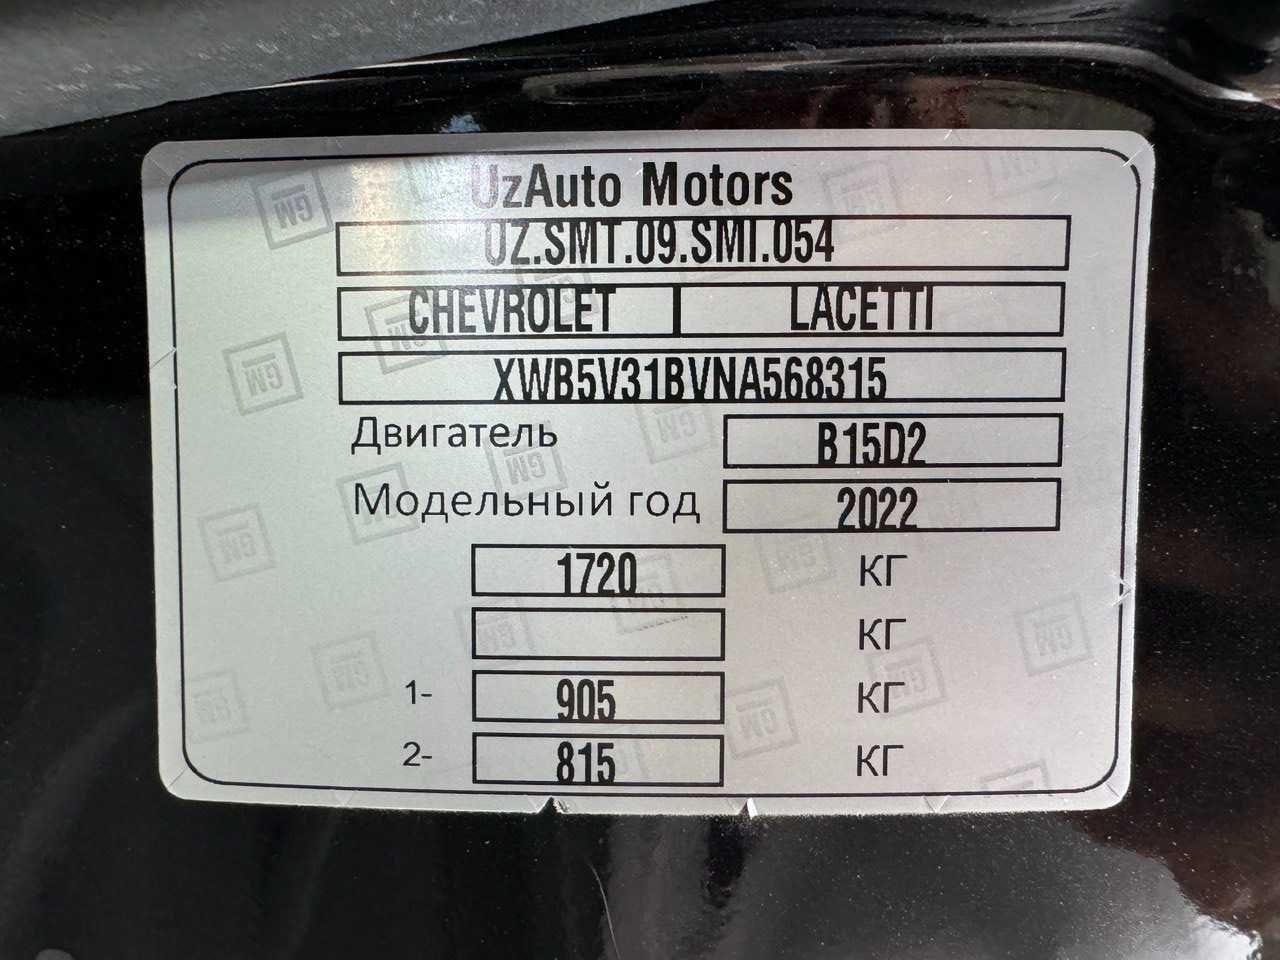 UzAuto Motors
UZ.SMT.09.SMI.054
CHEVROLET LACETTI
XWB5V31BVNA568315
Двигатель B15D2
Модельный год 2022
1720 КГ
КГ
1- 905 КГ
2- 815 КГ